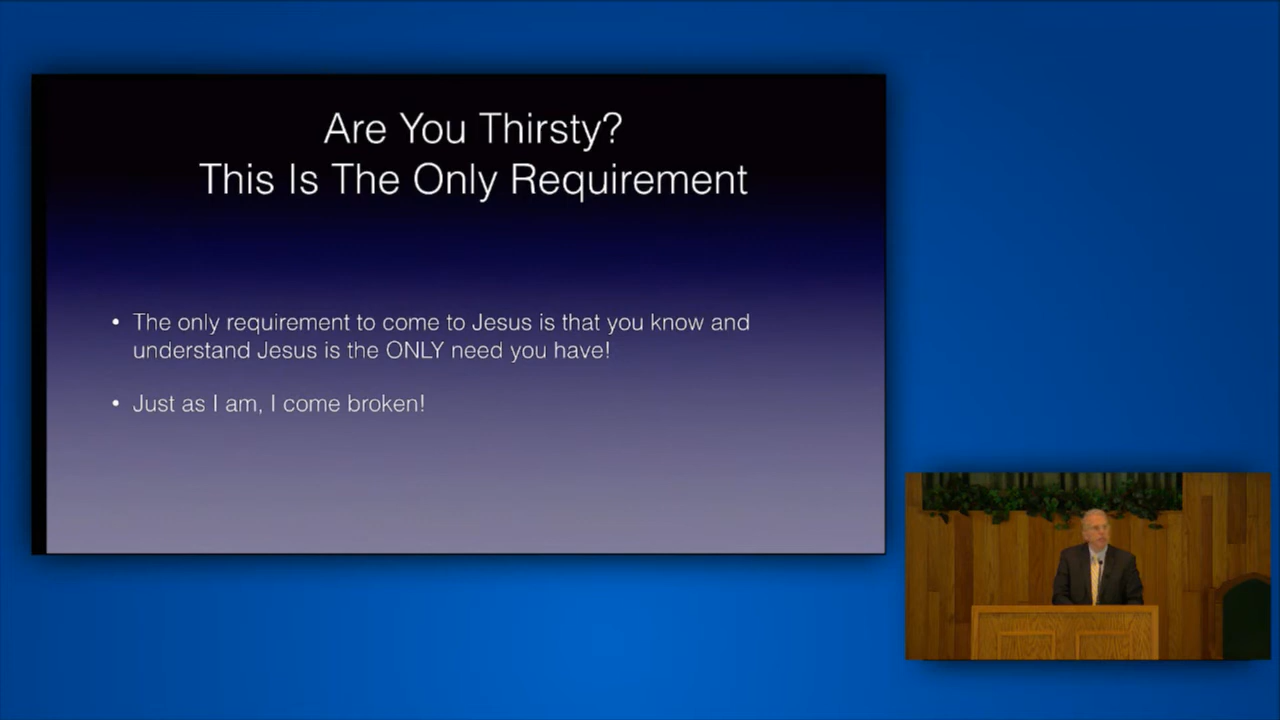 Are You Thirsty?
This Is The Only Requirement
• The only requirement to come to Jesus is that you know and
understand Jesus is the ONLY need you have!
• Just as I am, I come broken!